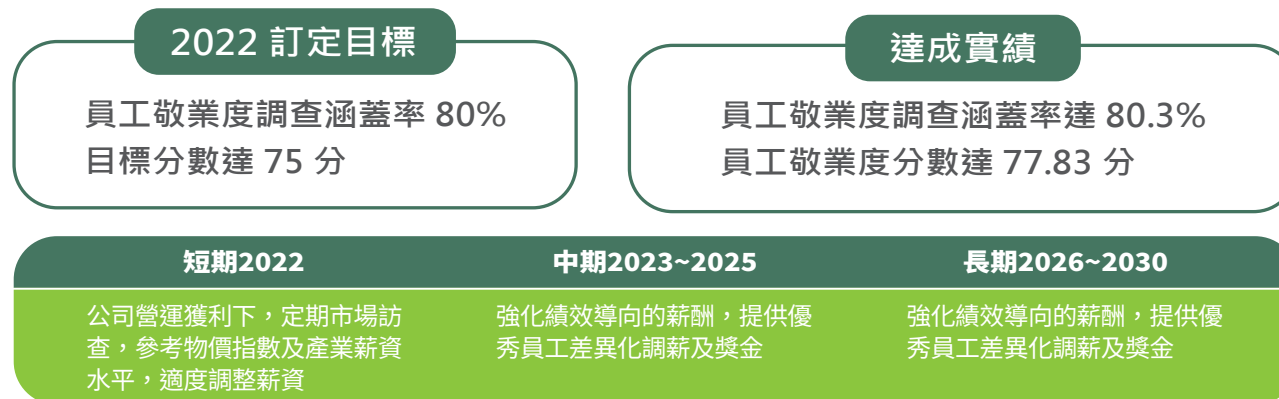 2022 訂定目標
員工敬業度調查涵蓋率 80%
目標分數達 75 分
達成實績
員工敬業度調查涵蓋率達 80.3%
員工敬業度分數達 77.83 分
短期2022
中期2023~2025
長期2026~2030
公司營運獲利下，定期市場訪
查，參考物價指數及產業薪資
水平，適度調整薪資
強化績效導向的薪酬，提供優
秀員工差異化調薪及獎金
強化績效導向的薪酬，提供優
秀員工差異化調薪及獎金